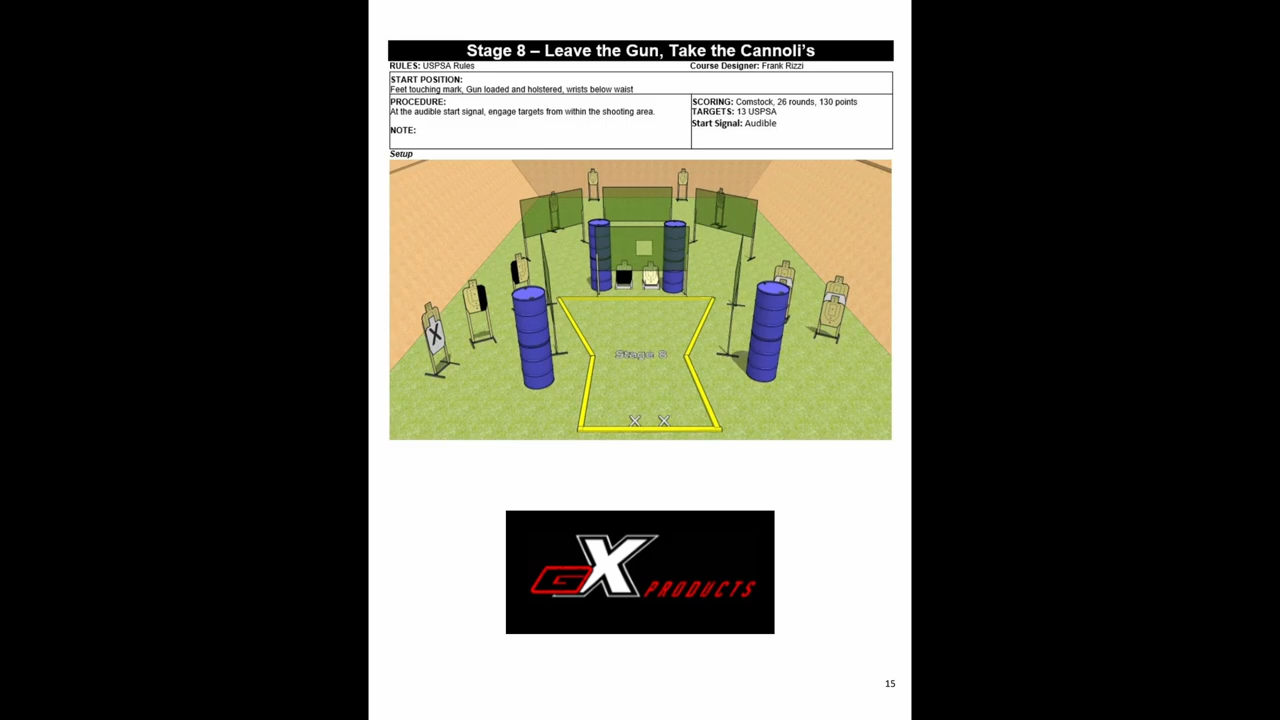 Stage 8 – Leave the Gun, Take the Cannoli's
RULES: USPSA Rules
Course Designer: Frank Rizzi
START POSITION:
Feet touching mark, Gun loaded and holstered, wrists below waist
PROCEDURE:
At the audible start signal, engage targets from within the shooting area.
NOTE:
SCORING: Comstock, 26 rounds, 130 points
TARGETS: 13 USPSA
Start Signal: Audible
Setup
X
Stage 8
X X
GX PRODUCTS
15